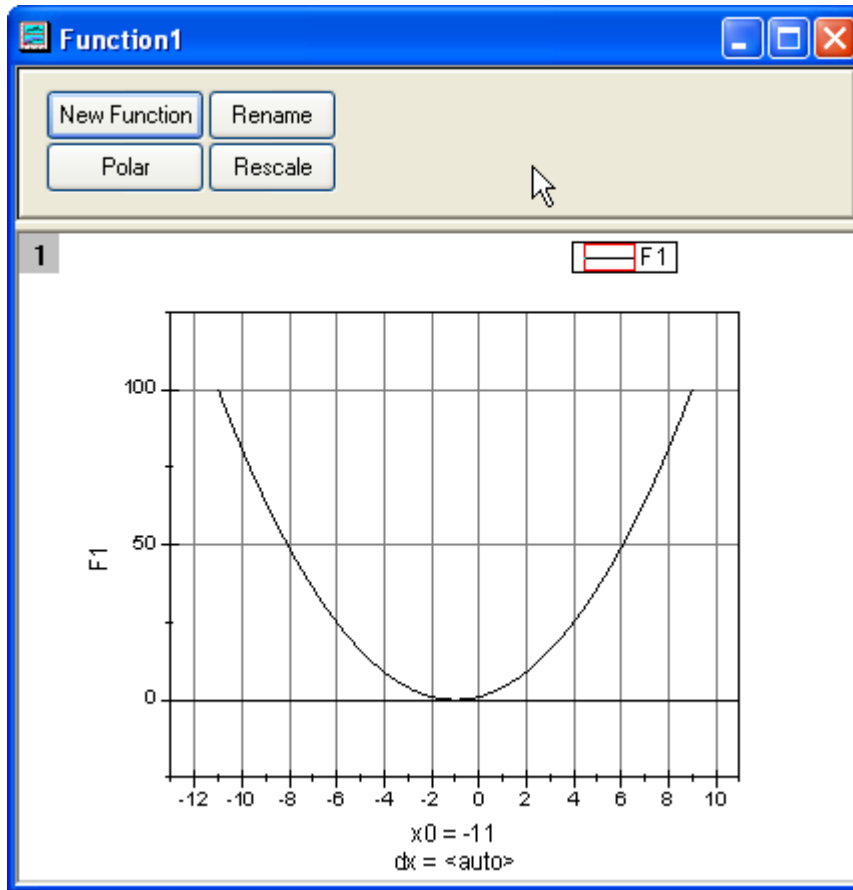 Function1
New Function Rename
Polar Rescale
1
F1
100
50
0
F1
-12 -10 -8 -6 -4 -2 0 2 4 6 8 10
x0 = -11
dx = <auto>